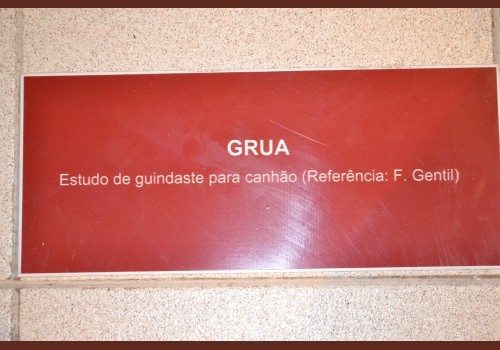 GRUA
Estudo de guindaste para canhão (Referência: F. Gentil)